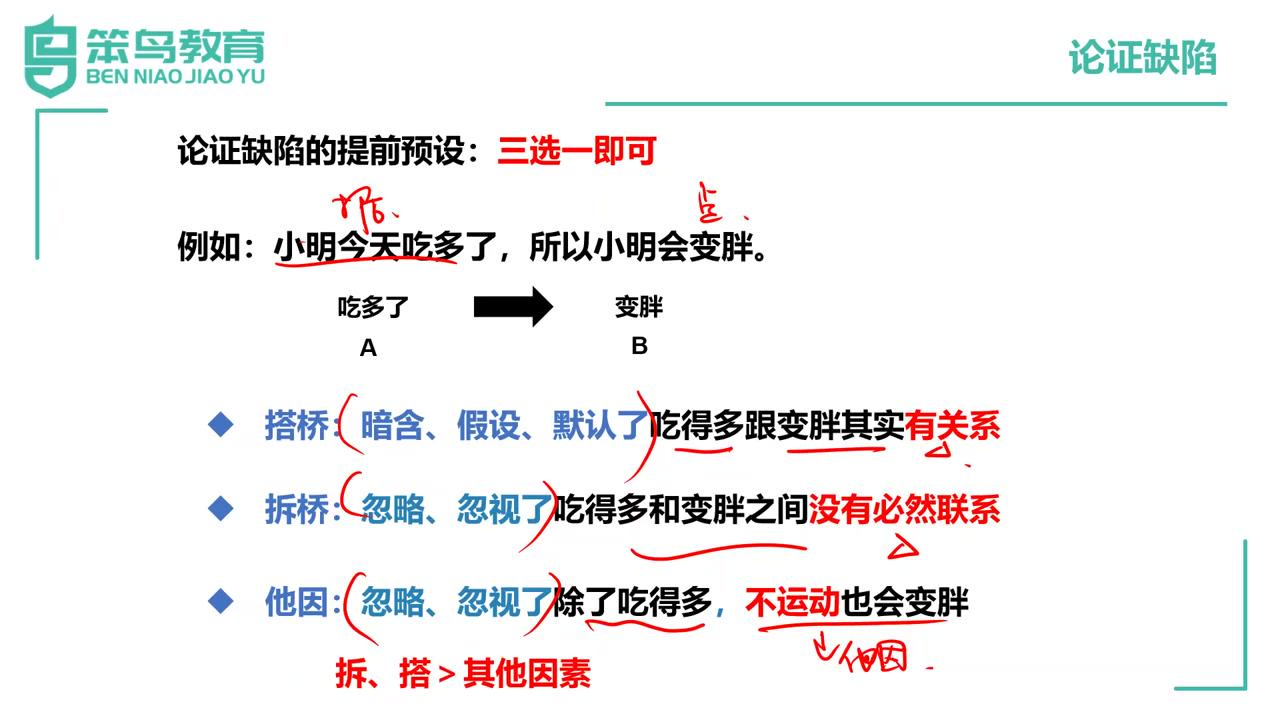 笨鸟教育
BEN NIAO JIAO YU
论证缺陷
论证缺陷的提前预设：三选一即可
例如：小明今天吃多了，所以小明会变胖。
吃多了 变胖
A B
搭桥：暗含、假设、默认了吃得多跟变胖其实有关系
拆桥：忽略、忽视了吃得多和变胖之间没有必然联系
他因：忽略、忽视了除了吃得多，不运动也会变胖
他因
拆、搭＞其他因素